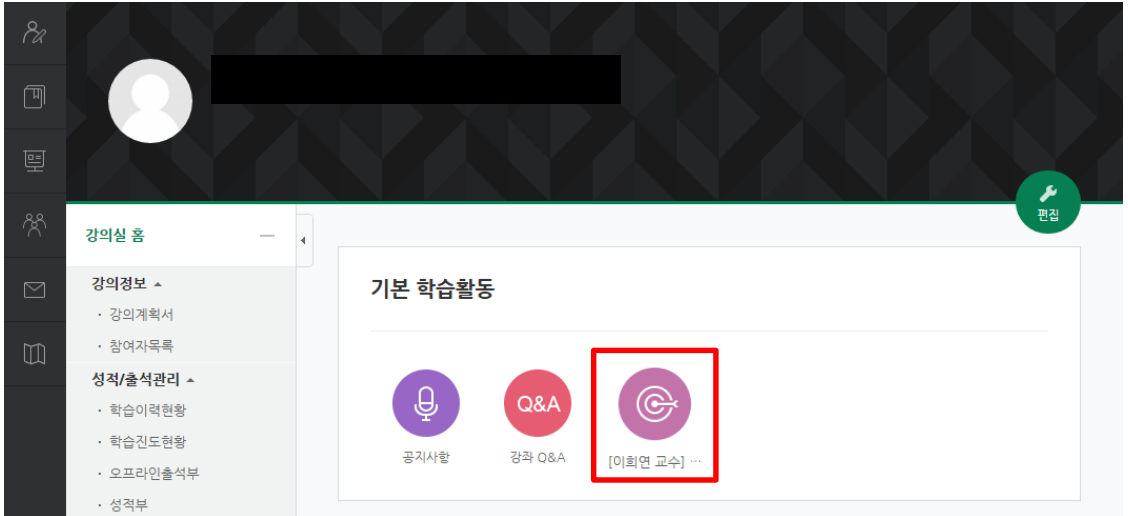 편집
강의실 홈
강의정보
· 강의계획서
· 참여자목록
성적/출석관리
· 학습이력현황
· 학습진도현황
· 오프라인출석부
· 성적부
기본 학습활동
Q&A
공지사항
강좌 Q&A
[이희연 교수] ···